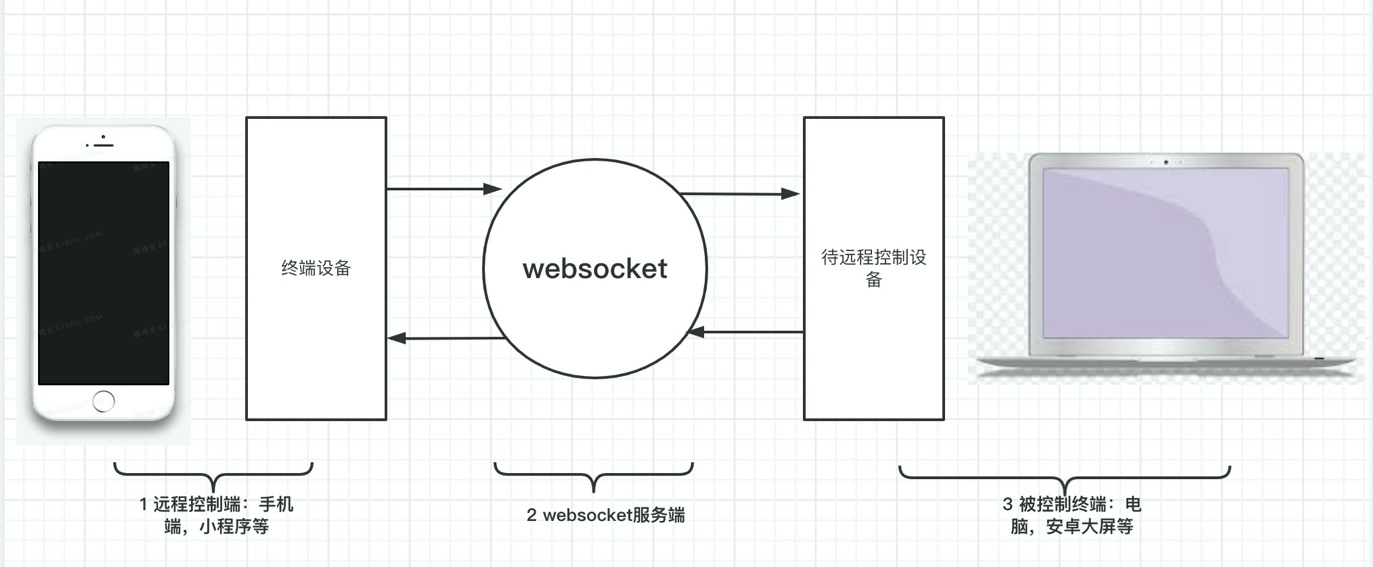 终端设备
websocket
待远程控制设
备
1 远程控制端：手机
端，小程序等
2 websocket服务端
3 被控制终端：电
脑，安卓大屏等